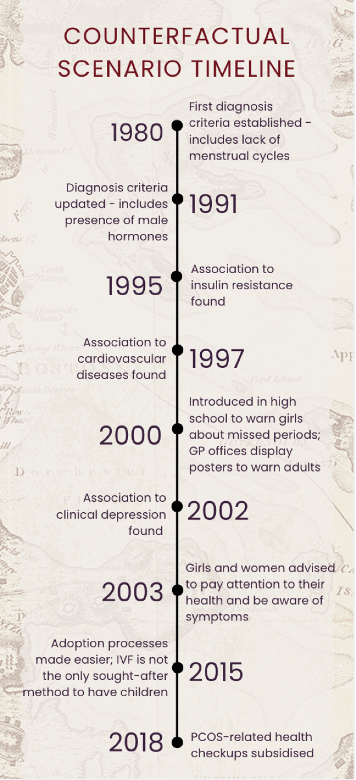 COUNTERFACTUAL
SCENARIO TIMELINE
1980
First diagnosis
criteria established -
includes lack of
menstrual cycles
Diagnosis criteria
updated - includes
presence of male
hormones
1991
1995
Association to
insulin resistance
found
Association to
cardiovascular
diseases found
1997
2000
Introduced in high
school to warn girls
about missed periods;
GP offices display
posters to warn adults
Association to
clinical depression
found
2002
2003
Girls and women advised
to pay attention to their
health and be aware of
symptoms
Adoption processes
made easier; IVF is not
the only sought-after
method to have children
2015
2018
PCOS-related health
checkups subsidised